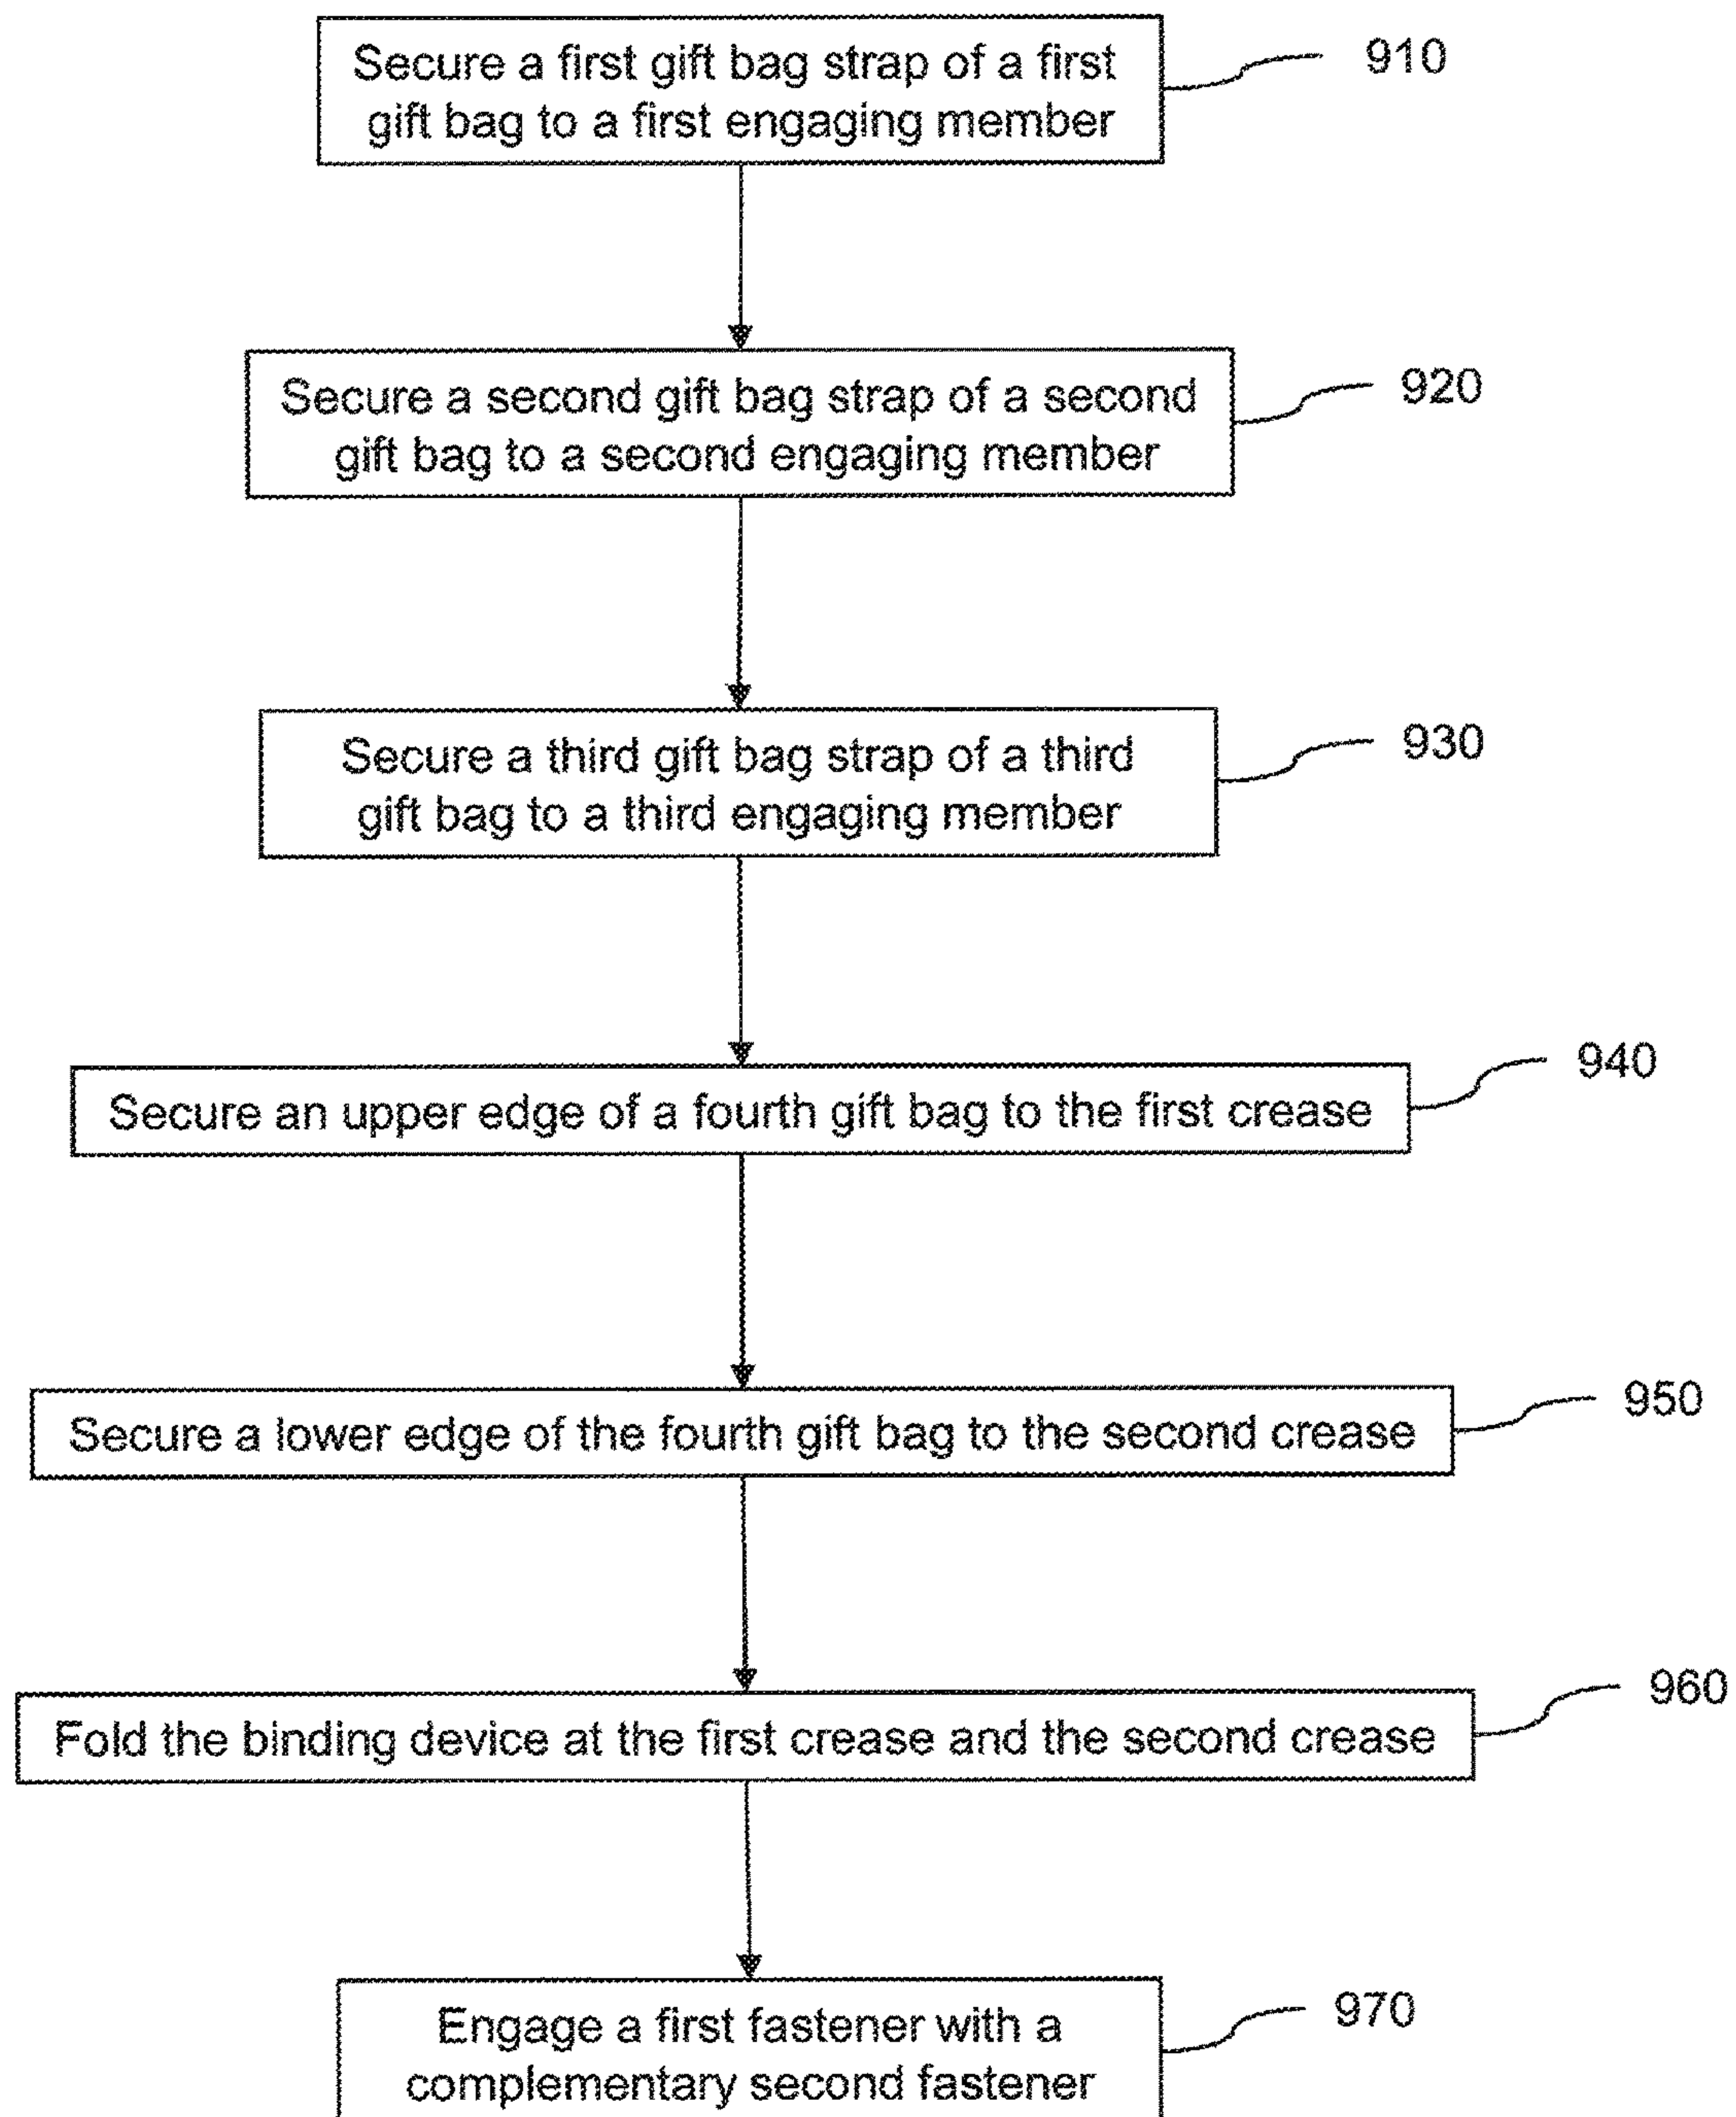 Secure a first gift bag strap of a first
gift bag to a first engaging member
910
Secure a second gift bag strap of a second
gift bag to a second engaging member
920
Secure a third gift bag strap of a third
gift bag to a third engaging member
930
Secure an upper edge of a fourth gift bag to the first crease
940
Secure a lower edge of the fourth gift bag to the second crease
950
Fold the binding device at the first crease and the second crease
960
Engage a first fastener with a
complementary second fastener
970